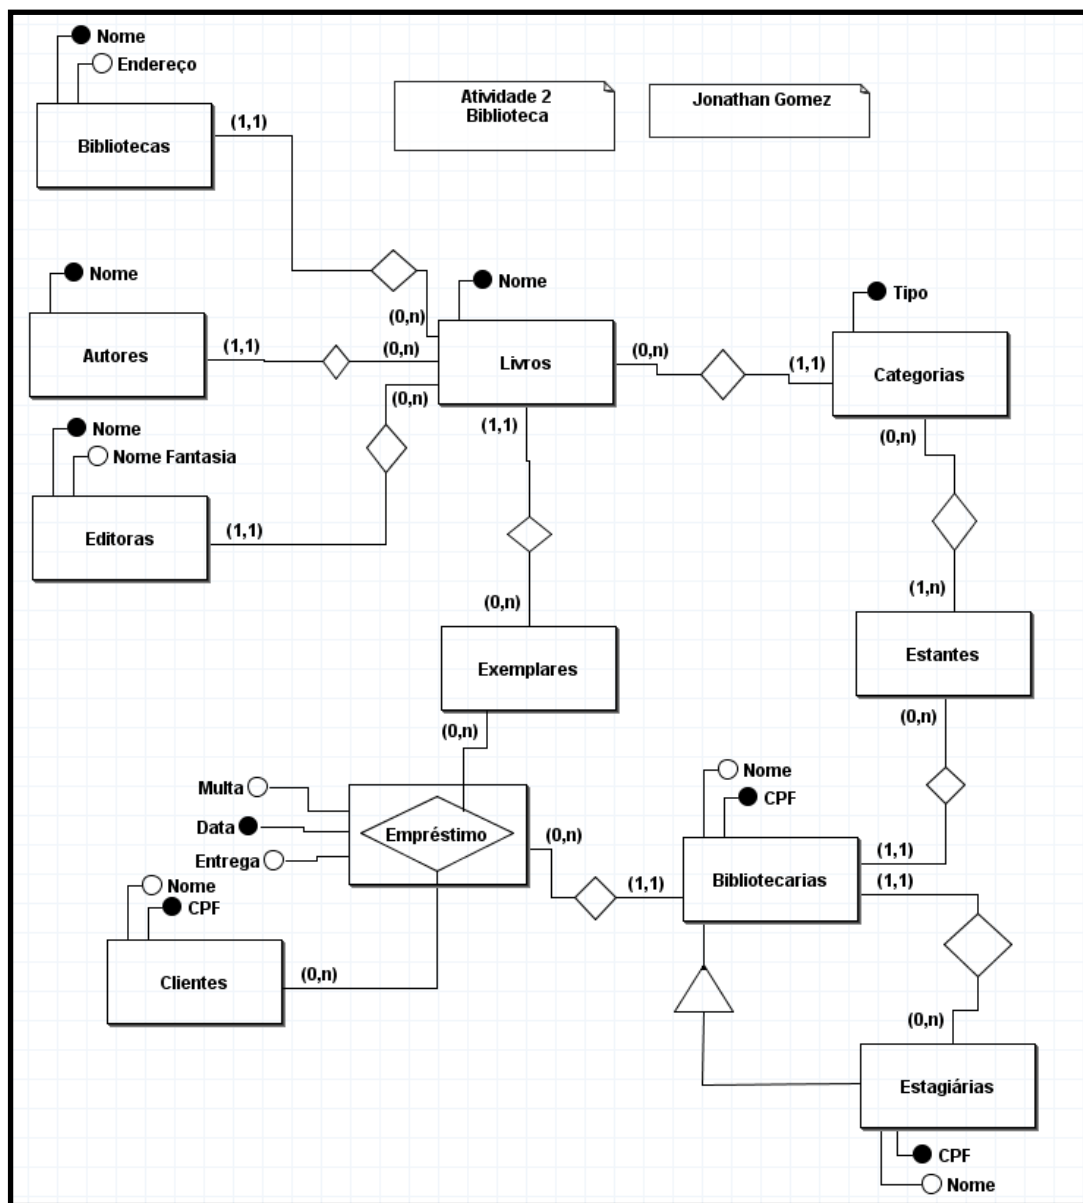 Nome
Endereço
Atividade 2
Biblioteca
Jonathan Gomez
(1,1)
Bibliotecas
Nome
Nome
Tipo
(0,n)
Autores
(1,1)
(0,n)
Livros
(0,n)
(1,1)
Categorias
(0,n)
Nome
Nome Fantasia
(1,1)
(0,n)
(1,1)
Editoras
(0,n)
(1,n)
Exemplares
Estantes
(0,n)
(0,n)
Multa
Data
Entrega
Empréstimo
(0,n)
Nome
CPF
(1,1)
Bibliotecarias
(1,1)
(1,1)
Nome
CPF
Clientes
(0,n)
(0,n)
Estagiárias
CPF
Nome